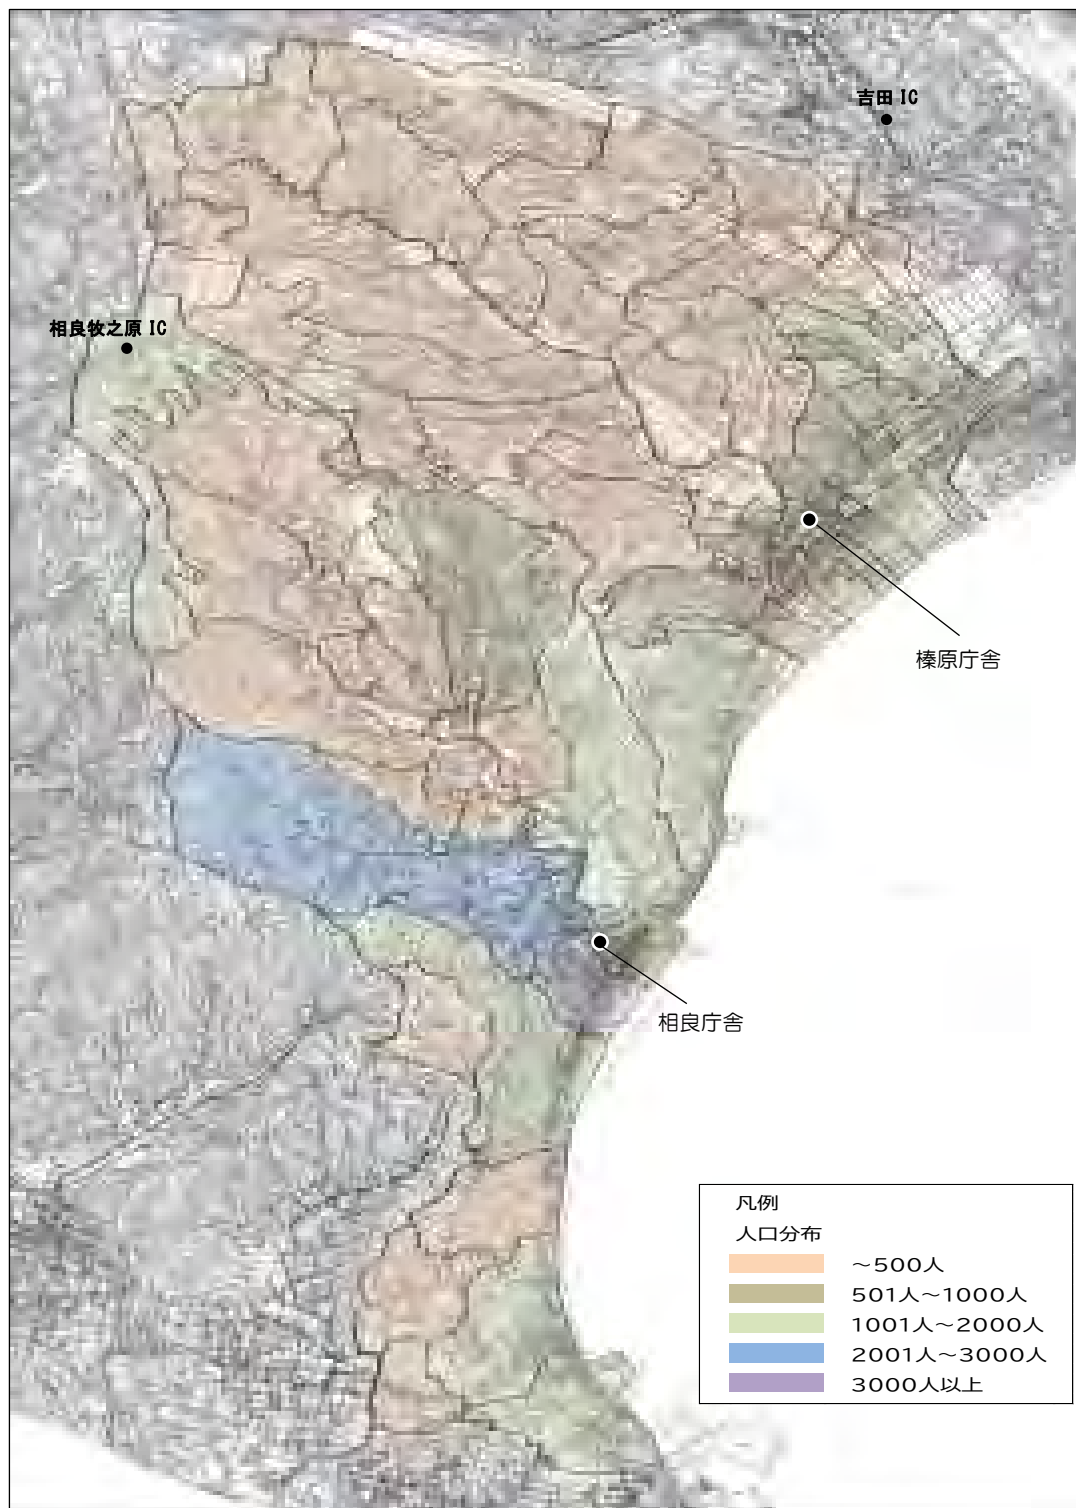 吉田 IC
相良牧之原 IC
榛原庁舎
相良庁舎
凡例
人口分布
～500人
501人～1000人
1001人～2000人
2001人～3000人
3000人以上